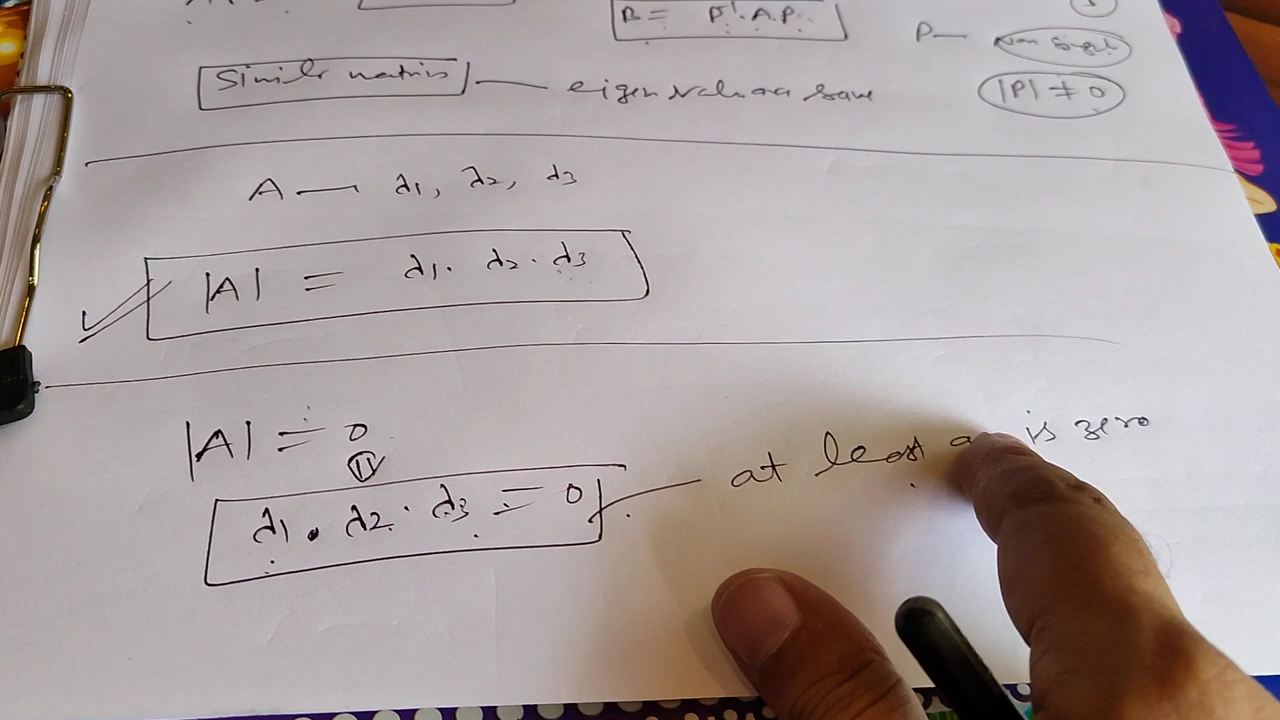 B = P⁻¹.A.P.
P — Non Singul
Similr matrix — eigen values same
|P| ≠ 0
A — λ1, λ2, λ3
|A| = λ1. λ2. λ3
|A| = 0
λ1 . λ2 . λ3 = 0 — at least is zero